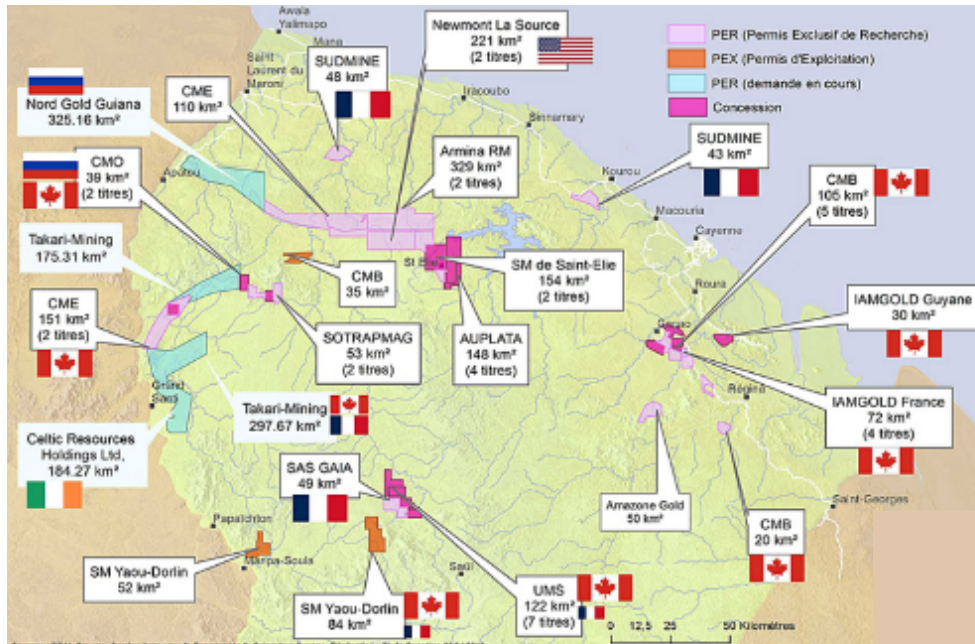 Awala
Yalimapo
Mana
Saint
Laurent du
Maroni
Newmont La Source
221 km²
(2 titres)
SUDMINE
48 km²
PER (Permis Exclusif de Recherche)
PEX (Permis d'Exploitation)
PER (demande en cours)
Concession
Nord Gold Guiana
325.16 km²
CME
110 km²
Iracoubo
Sinnamary
CMO
39 km²
(2 titres)
Apatou
Armina RM
329 km²
(2 titres)
Kourou
SUDMINE
43 km²
Macouria
Cayenne
CMB
105 km²
(5 titres)
Takari-Mining
175.31 km²
CMB
35 km²
St Elie
SM de Saint-Elie
154 km²
(2 titres)
Roura
CME
151 km²
(2 titres)
SOTRAPMAG
53 km²
(2 titres)
AUPLATA
148 km²
(4 titres)
Cacao
IAMGOLD Guyane
30 km²
Grand
Santi
Régina
Takari-Mining
297.67 km²
IAMGOLD France
72 km²
(4 titres)
Celtic Resources
Holdings Ltd,
184.27 km²
SAS GAIA
49 km²
Amazone Gold
50 km²
Saint-Georges
Papaïchton
CMB
20 km²
Maripa-Soula
SM Yaou-Dorlin
52 km²
Saül
SM Yaou-Dorlin
84 km²
UMS
122 km²
(7 titres)
0 12,5 25 50 Kilomètres